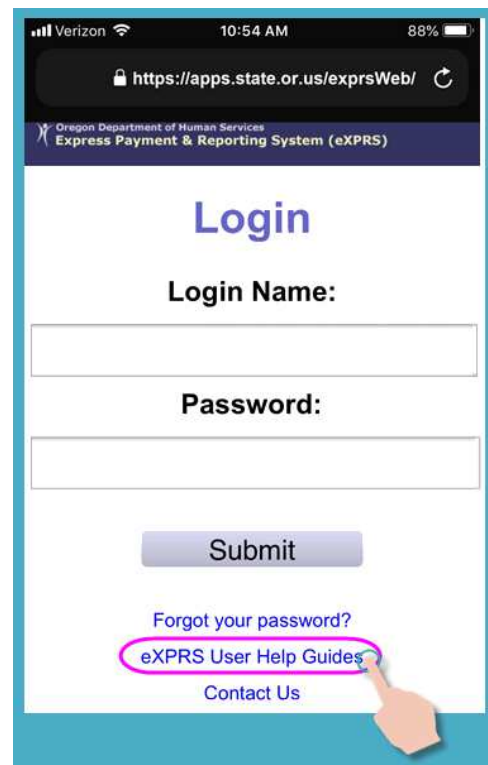 Verizon 10:54 AM 88%
https://apps.state.or.us/exprsWeb/
Oregon Department of Human Services
Express Payment & Reporting System (eXPRS)
Login
Login Name:
Password:
Submit
Forgot your password?
eXPRS User Help Guides
Contact Us